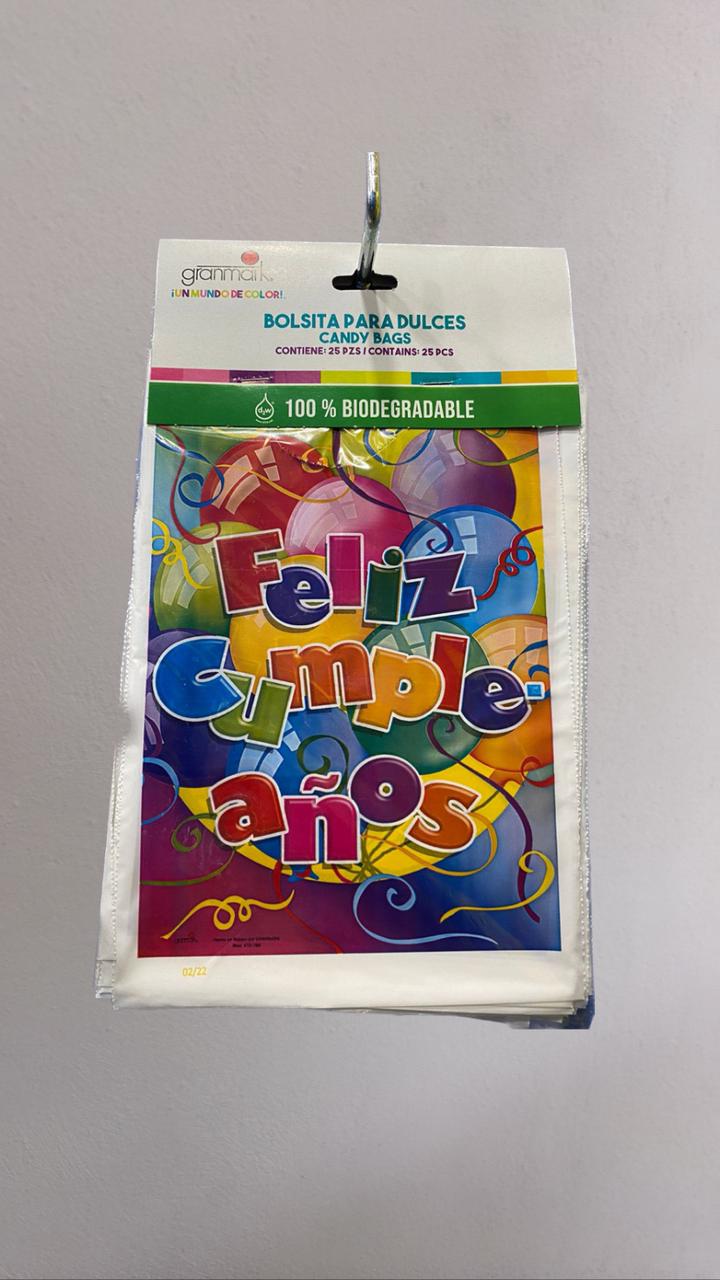 granmark
¡UN MUNDO DE COLOR!
BOLSITA PARA DULCES
CANDY BAGS
CONTIENE: 25 PZS / CONTAINS: 25 PCS
d₂w
100 % BIODEGRADABLE
Feliz
Cumple-
años
02/22